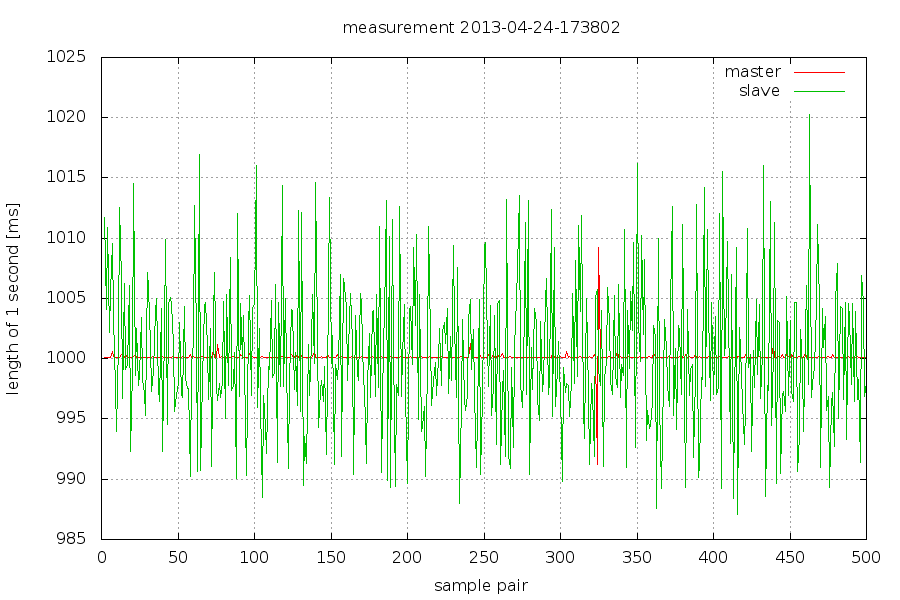 measurement 2013-04-24-173802
1025
1020
1015
1010
1005
1000
995
990
985
length of 1 second [ms]
master
slave
0 50 100 150 200 250 300 350 400 450 500
sample pair